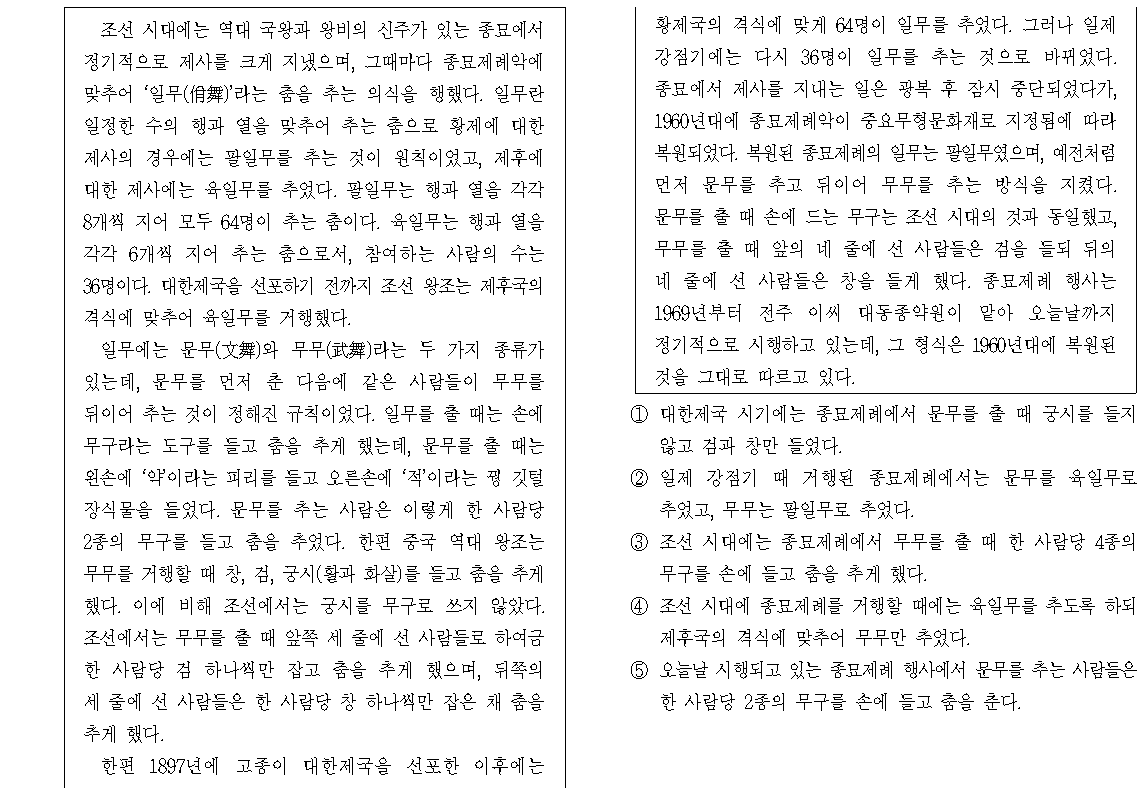 조선 시대에는 역대 국왕과 왕비의 신주가 있는 종묘에서
정기적으로 제사를 크게 지냈으며, 그때마다 종묘제례악에
맞추어 ‘일무(佾舞)’라는 춤을 추는 의식을 행했다. 일무란
일정한 수의 행과 열을 맞추어 추는 춤으로 황제에 대한
제사의 경우에는 팔일무를 추는 것이 원칙이었고, 제후에
대한 제사에는 육일무를 추었다. 팔일무는 행과 열을 각각
8개씩 지어 모두 64명이 추는 춤이다. 육일무는 행과 열을
각각 6개씩 지어 추는 춤으로서, 참여하는 사람의 수는
36명이다. 대한제국을 선포하기 전까지 조선 왕조는 제후국의
격식에 맞추어 육일무를 거행했다.
일무에는 문무(文舞)와 무무(武舞)라는 두 가지 종류가
있는데, 문무를 먼저 춘 다음에 같은 사람들이 무무를
뒤이어 추는 것이 정해진 규칙이었다. 일무를 출 때는 손에
무구라는 도구를 들고 춤을 추게 했는데, 문무를 출 때는
왼손에 ‘약’이라는 피리를 들고 오른손에 ‘적’이라는 꿩 깃털
장식물을 들었다. 문무를 추는 사람은 이렇게 한 사람당
2종의 무구를 들고 춤을 추었다. 한편 중국 역대 왕조는
무무를 거행할 때 창, 검, 궁시(활과 화살)를 들고 춤을 추게
했다. 이에 비해 조선에서는 궁시를 무구로 쓰지 않았다.
조선에서는 무무를 출 때 앞쪽 세 줄에 선 사람들로 하여금
한 사람당 검 하나씩만 잡고 춤을 추게 했으며, 뒤쪽의
세 줄에 선 사람들은 한 사람당 창 하나씩만 잡은 채 춤을
추게 했다.
한편 1897년에 고종이 대한제국을 선포한 이후에는
황제국의 격식에 맞게 64명이 일무를 추었다. 그러나 일제
강점기에는 다시 36명이 일무를 추는 것으로 바뀌었다.
종묘에서 제사를 지내는 일은 광복 후 잠시 중단되었다가,
1960년대에 종묘제례악이 중요무형문화재로 지정됨에 따라
복원되었다. 복원된 종묘제례의 일무는 팔일무였으며, 예전처럼
먼저 문무를 추고 뒤이어 무무를 추는 방식을 지켰다.
문무를 출 때 손에 드는 무구는 조선 시대의 것과 동일했고,
무무를 출 때 앞의 네 줄에 선 사람들은 검을 들되 뒤의
네 줄에 선 사람들은 창을 들게 했다. 종묘제례 행사는
1969년부터 전주 이씨 대동종약원이 맡아 오늘날까지
정기적으로 시행하고 있는데, 그 형식은 1960년대에 복원된
것을 그대로 따르고 있다.
① 대한제국 시기에는 종묘제례에서 문무를 출 때 궁시를 들지
않고 검과 창만 들었다.
② 일제 강점기 때 거행된 종묘제례에서는 문무를 육일무로
추었고, 무무는 팔일무로 추었다.
③ 조선 시대에는 종묘제례에서 무무를 출 때 한 사람당 4종의
무구를 손에 들고 춤을 추게 했다.
④ 조선 시대에 종묘제례를 거행할 때에는 육일무를 추도록 하되
제후국의 격식에 맞추어 무무만 추었다.
⑤ 오늘날 시행되고 있는 종묘제례 행사에서 문무를 추는 사람들은
한 사람당 2종의 무구를 손에 들고 춤을 춘다.